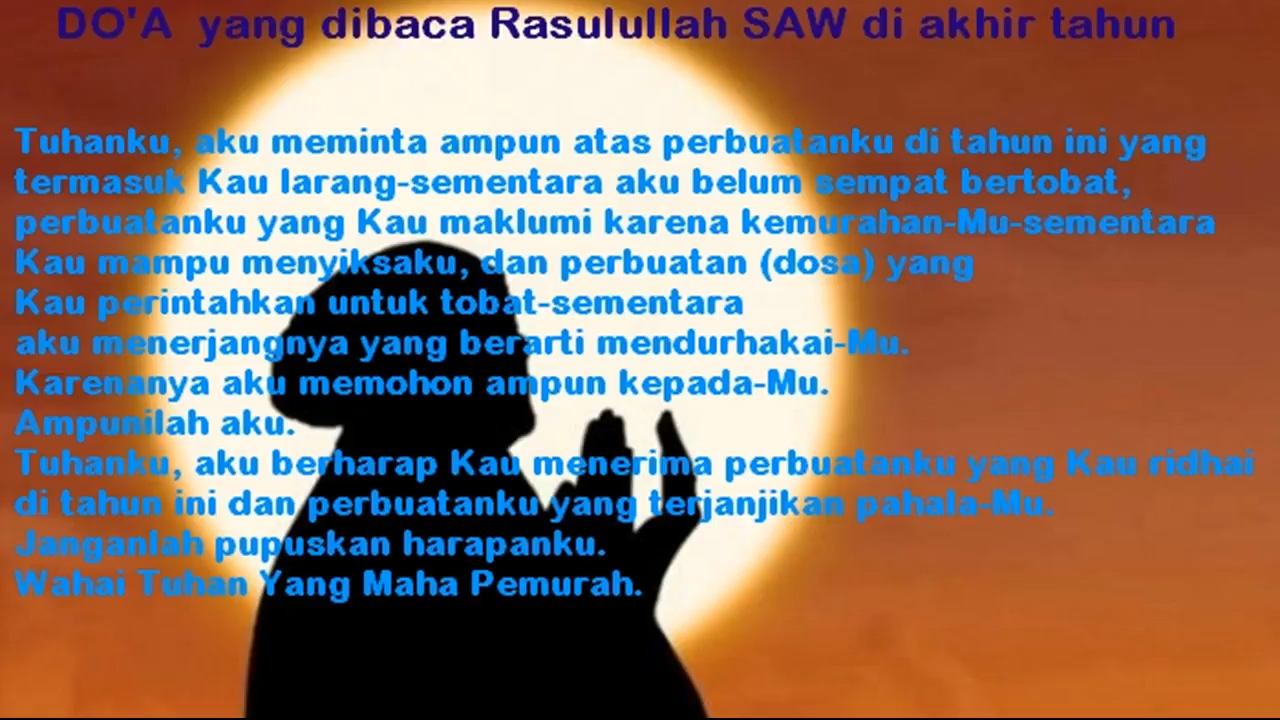 DO'A yang dibaca Rasulullah SAW di akhir tahun
Tuhanku, aku meminta ampun atas perbuatanku di tahun ini yang
termasuk Kau larang-sementara aku belum sempat bertobat,
perbuatanku yang Kau maklumi karena kemurahan-Mu-sementara
Kau mampu menyiksaku, dan perbuatan (dosa) yang
Kau perintahkan untuk tobat-sementara
aku menerjangnya yang berarti mendurhakai-Mu.
Karenanya aku memohon ampun kepada-Mu.
Ampunilah aku.
Tuhanku, aku berharap Kau menerima perbuatanku yang Kau ridhai
di tahun ini dan perbuatanku yang terjanjikan pahala-Mu.
Janganlah pupuskan harapanku.
Wahai Tuhan Yang Maha Pemurah.